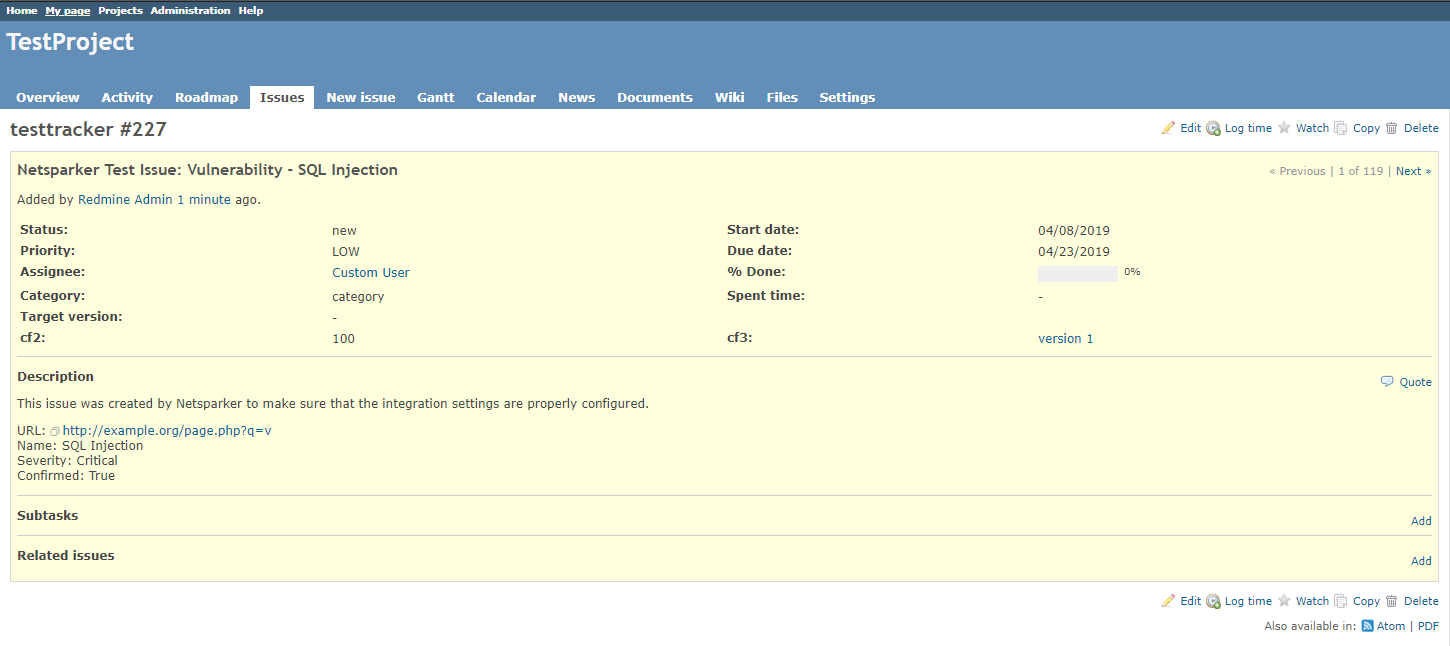 Home My page Projects Administration Help
TestProject
Overview Activity Roadmap Issues New issue Gantt Calendar News Documents Wiki Files Settings
testtracker #227 Edit Log time Watch Copy Delete
Netsparker Test Issue: Vulnerability - SQL Injection « Previous | 1 of 119 | Next »
Added by Redmine Admin 1 minute ago.
Status: new Start date: 04/08/2019
Priority: LOW Due date: 04/23/2019
Assignee: Custom User % Done: 0%
Category: category Spent time: -
Target version: -
cf2: 100 cf3: version 1
Description Quote
This issue was created by Netsparker to make sure that the integration settings are properly configured.
URL: http://example.org/page.php?q=v
Name: SQL Injection
Severity: Critical
Confirmed: True
Subtasks Add
Related issues Add
Edit Log time Watch Copy Delete
Also available in: Atom | PDF